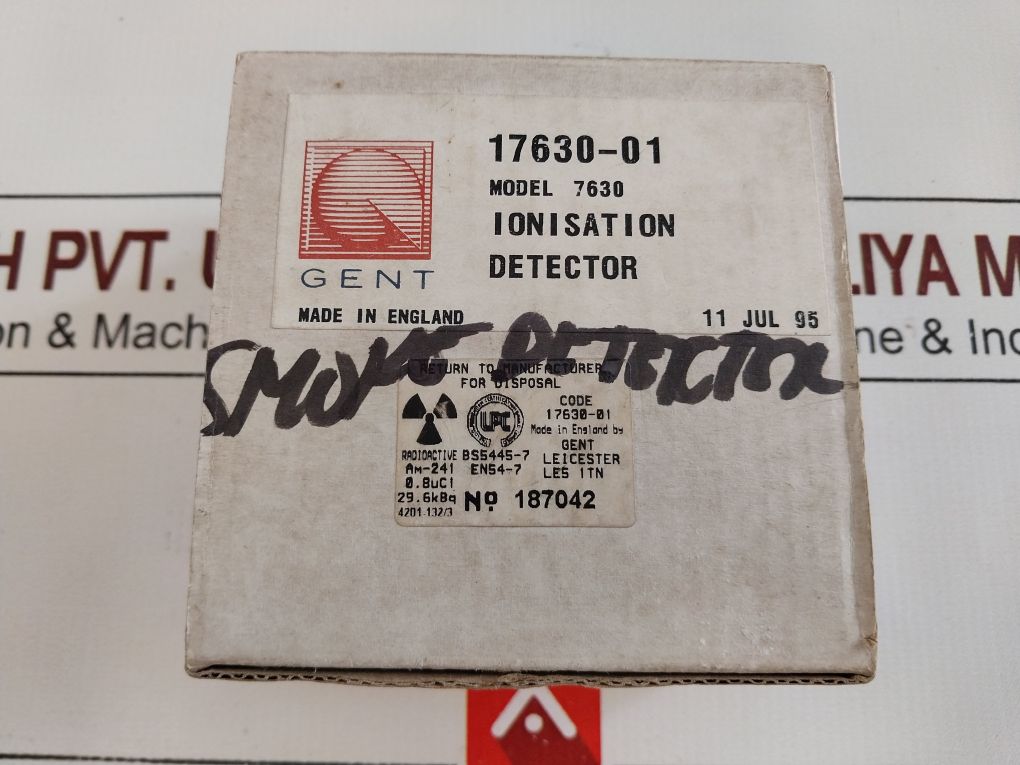 17630-01
MODEL 7630
IONISATION
DETECTOR
GENT
MADE IN ENGLAND
11 JUL 95
SMOKE DETECTOR
RETURN TO MANUFACTURER
FOR DISPOSAL
LPC
CODE
17630-01
Made in England by
GENT
LEICESTER
LE5 1TN
RADIOACTIVE
AM-241
0.8uCI
29.6kBq
4201-132/3
BS5445-7
EN54-7
Nº 187042
H PVT.
LIYA M
on & Mach
ne & Ind